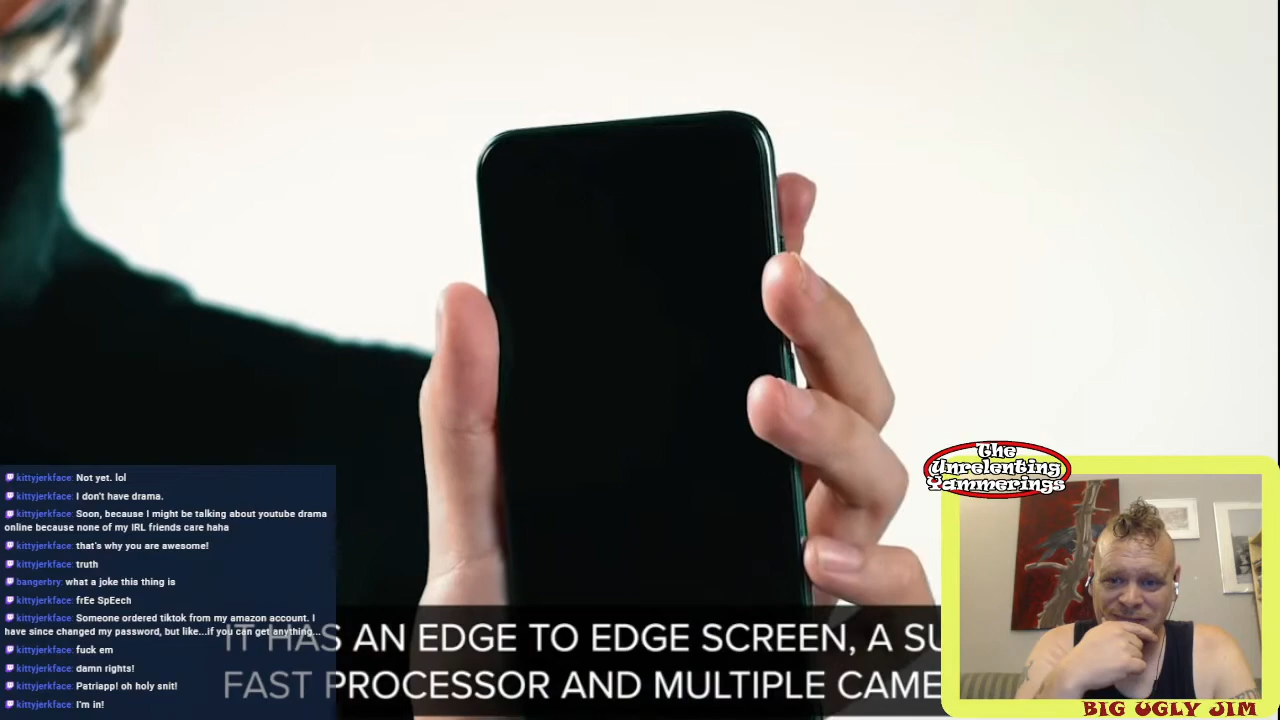 kittyjerkface: Not yet. lol
kittyjerkface: I don't have drama.
kittyjerkface: Soon, because I might be talking about youtube drama
online because none of my IRL friends care haha
kittyjerkface: that's why you are awesome!
kittyjerkface: truth
bangerbry: what a joke this thing is
kittyjerkface: frEe SpEech
kittyjerkface: Someone ordered tiktok from my amazon account. I
have since changed my password, but like...if you can get anything...
kittyjerkface: fuck em
kittyjerkface: damn rights!
kittyjerkface: Patriapp! oh holy snit!
kittyjerkface: I'm in!
IT HAS AN EDGE TO EDGE SCREEN, A SU
FAST PROCESSOR AND MULTIPLE CAME
The
Unrelenting
Yammerings
BIG UGLY JIM